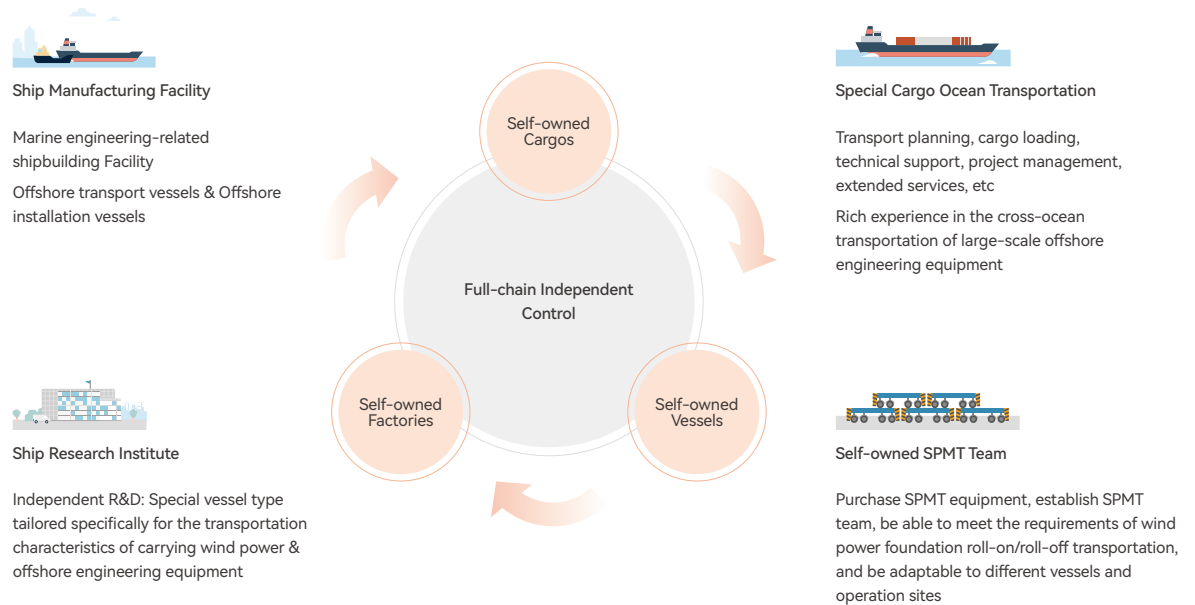 Ship Manufacturing Facility
Marine engineering-related
shipbuilding Facility
Offshore transport vessels & Offshore
installation vessels
Ship Research Institute
Independent R&D: Special vessel type
tailored specifically for the transportation
characteristics of carrying wind power &
offshore engineering equipment
Self-owned
Cargos
Full-chain Independent
Control
Self-owned
Factories
Self-owned
Vessels
Special Cargo Ocean Transportation
Transport planning, cargo loading,
technical support, project management,
extended services, etc
Rich experience in the cross-ocean
transportation of large-scale offshore
engineering equipment
Self-owned SPMT Team
Purchase SPMT equipment, establish SPMT
team, be able to meet the requirements of wind
power foundation roll-on/roll-off transportation,
and be adaptable to different vessels and
operation sites